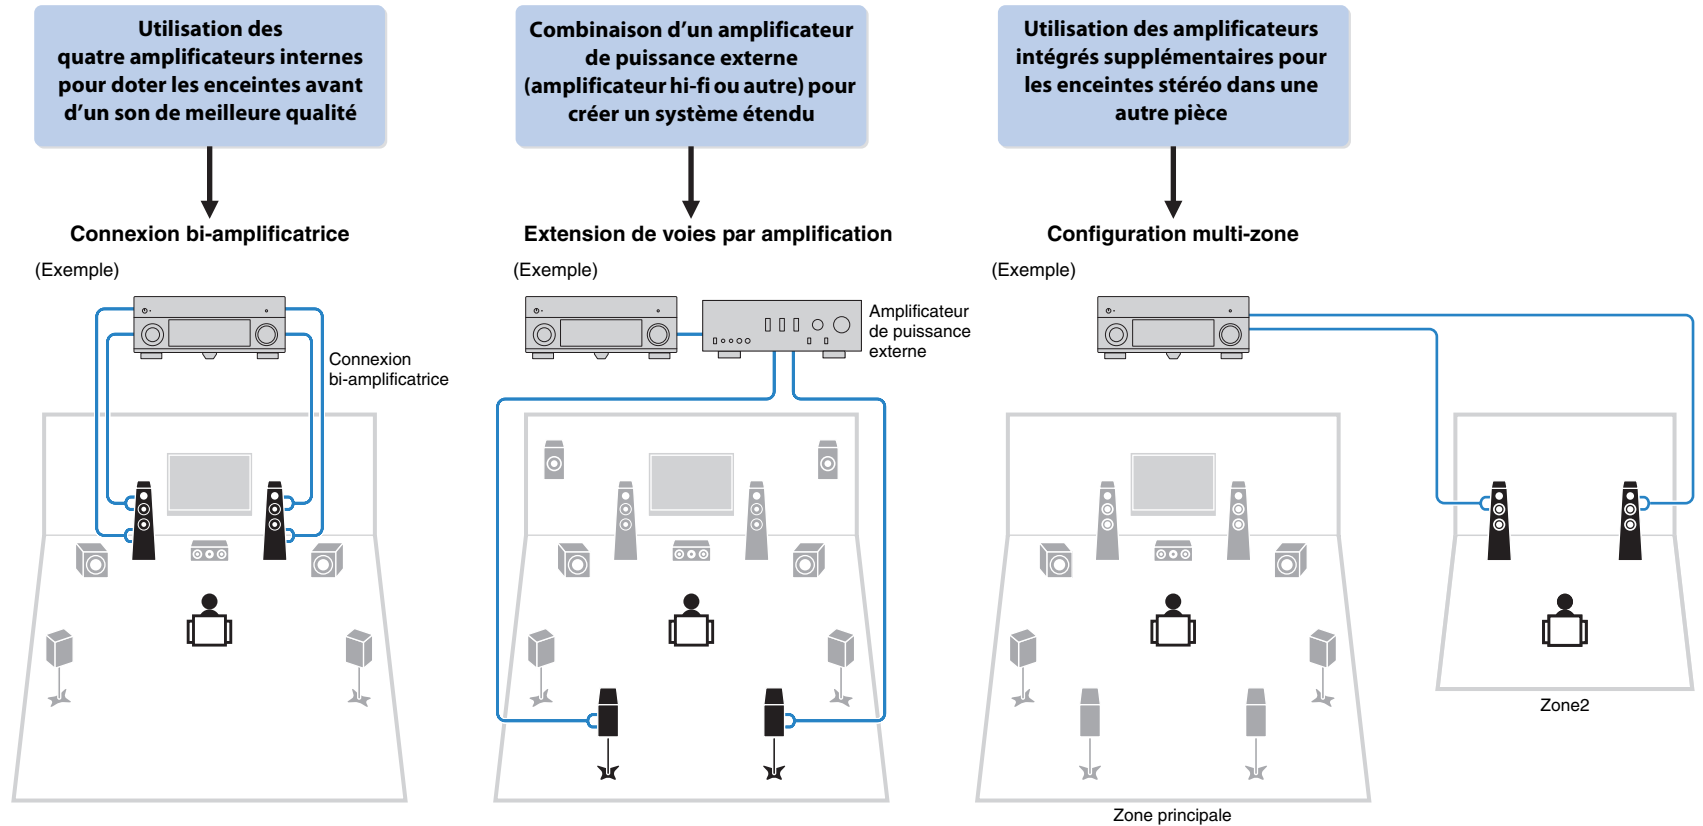 Utilisation des
quatre amplificateurs internes
pour doter les enceintes avant
d'un son de meilleure qualité
Connexion bi-amplificatrice
(Exemple)
Connexion
bi-amplificatrice
Combinaison d'un amplificateur
de puissance externe
(amplificateur hi-fi ou autre) pour
créer un système étendu
Extension de voies par amplification
(Exemple)
Amplificateur
de puissance
externe
Utilisation des amplificateurs
intégrés supplémentaires pour
les enceintes stéréo dans une
autre pièce
Configuration multi-zone
(Exemple)
Zone2
Zone principale